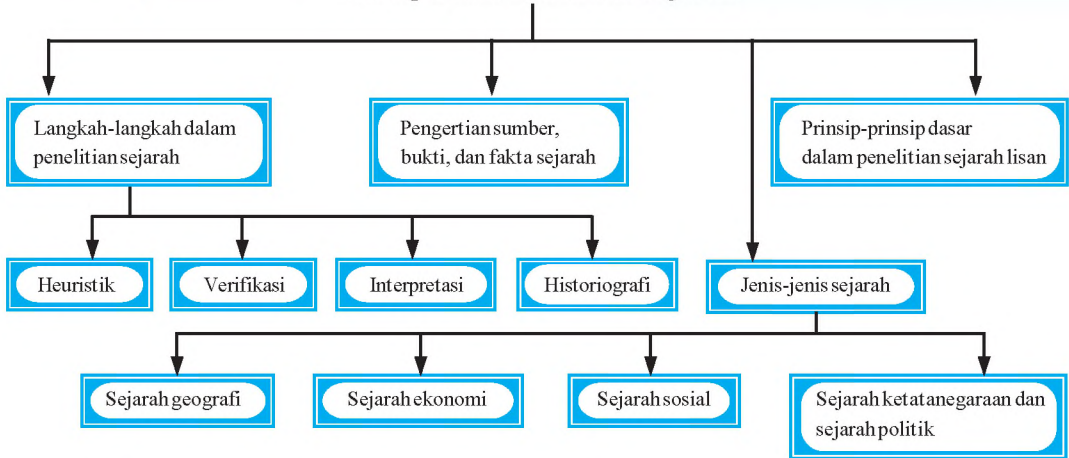 Langkah-langkah dalam
penelitian sejarah
Pengertian sumber,
bukti, dan fakta sejarah
Prinsip-prinsip dasar
dalam penelitian sejarah lisan
Heuristik
Verifikasi
Interpretasi
Historiografi
Jenis-jenis sejarah
Sejarah geografi
Sejarah ekonomi
Sejarah sosial
Sejarah ketatanegaraan dan
sejarah politik